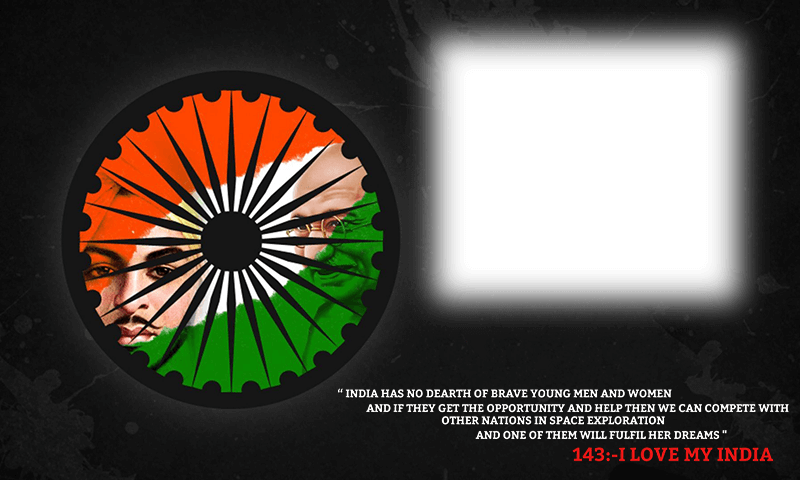 “ INDIA HAS NO DEARTH OF BRAVE YOUNG MEN AND WOMEN
AND IF THEY GET THE OPPORTUNITY AND HELP THEN WE CAN COMPETE WITH
OTHER NATIONS IN SPACE EXPLORATION
AND ONE OF THEM WILL FULFIL HER DREAMS "
143:-I LOVE MY INDIA